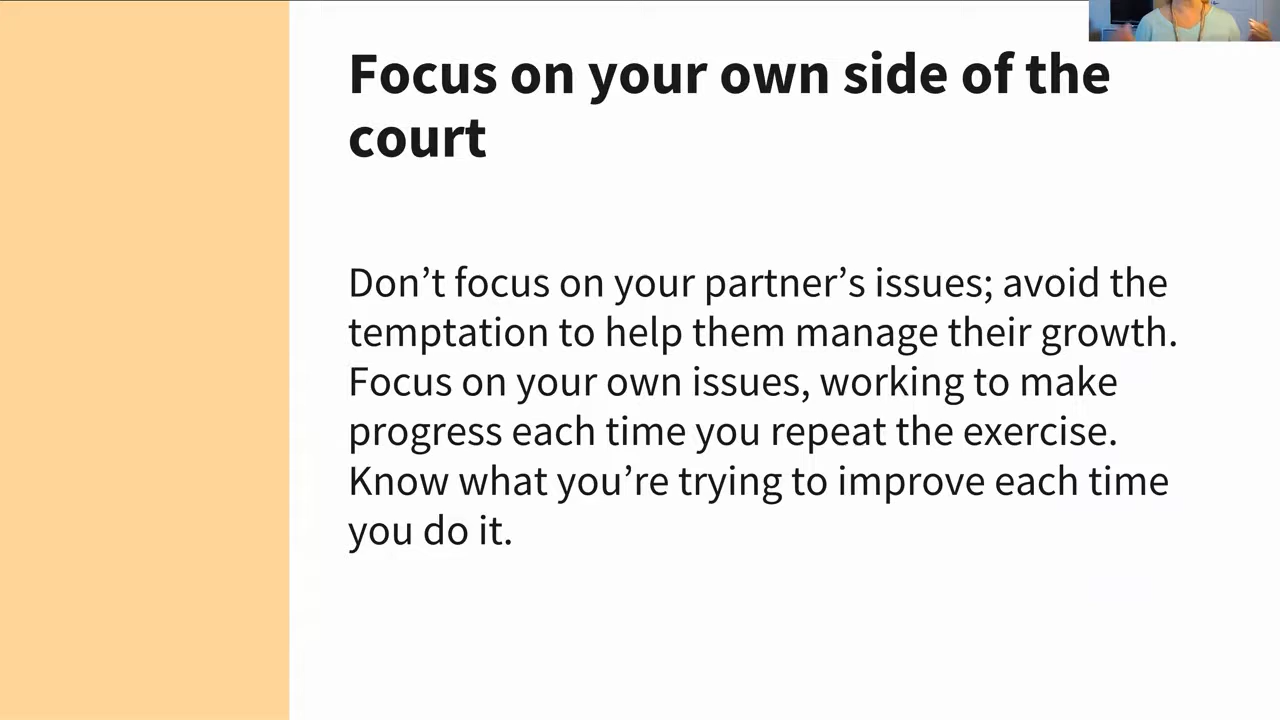 Focus on your own side of the
court
Don’t focus on your partner’s issues; avoid the
temptation to help them manage their growth.
Focus on your own issues, working to make
progress each time you repeat the exercise.
Know what you’re trying to improve each time
you do it.